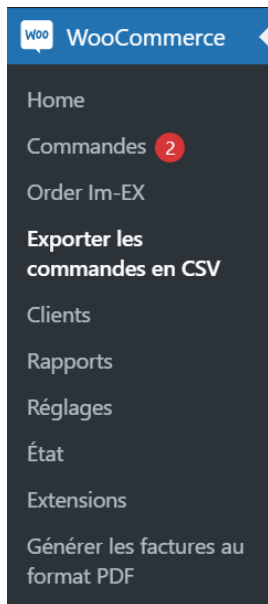 Woo WooCommerce
Home
Commandes 2
Order Im-EX
Exporter les
commandes en CSV
Clients
Rapports
Réglages
État
Extensions
Générer les factures au
format PDF